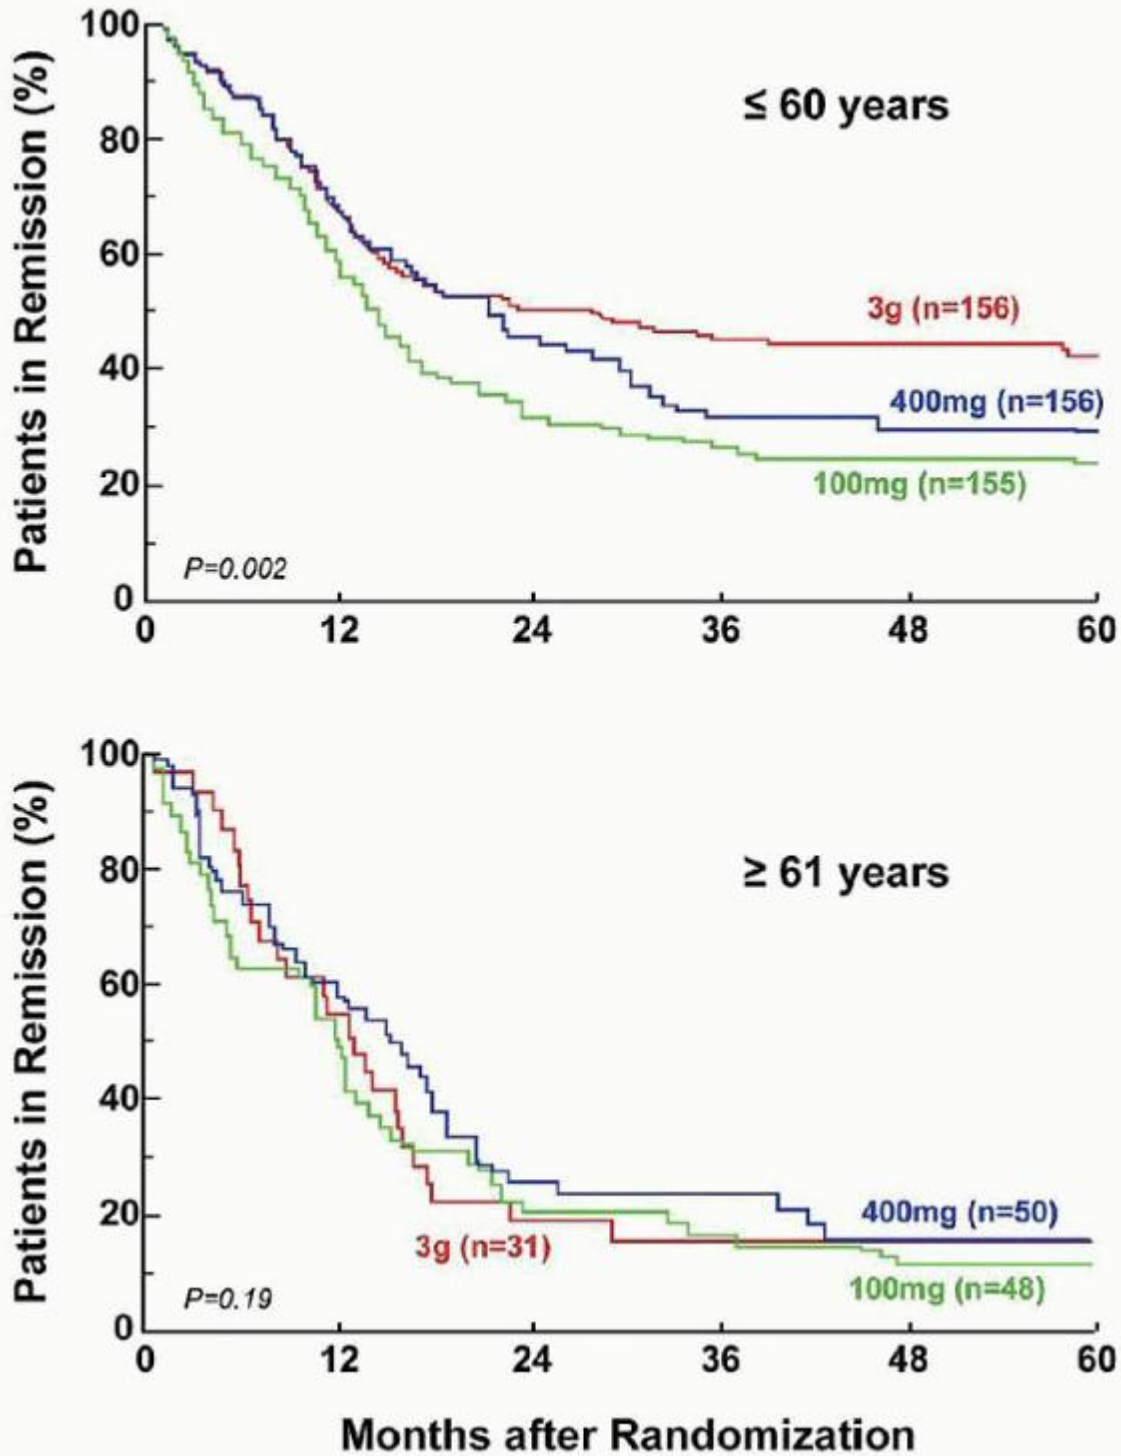 Patients in Remission (%)
100
80
60
40
20
0
≤ 60 years
3g (n=156)
400mg (n=156)
100mg (n=155)
P=0.002
0 12 24 36 48 60
Patients in Remission (%)
100
80
60
40
20
0
≥ 61 years
400mg (n=50)
3g (n=31)
100mg (n=48)
P=0.19
0 12 24 36 48 60
Months after Randomization